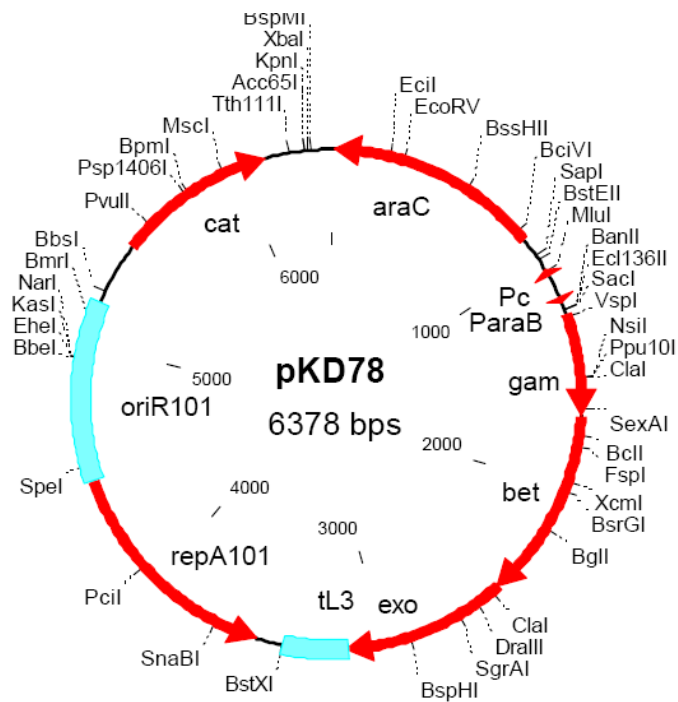 BspMI
XbaI
KpnI
Acc65I
Tth111I
MscI
BpmI
Psp1406I
PvuII
BbsI
BmrI
NarI
KasI
EheI
BbeI
SpeI
PciI
SnaBI
BstXI
EciI
EcoRV
BssHII
BciVI
SapI
BstEII
MluI
BanII
Ecl136II
SacI
VspI
NsiI
Ppu10I
ClaI
SexAI
BclI
FspI
XcmI
BsrGI
BglI
ClaI
DraIII
SgrAI
BspHI
cat
araC
Pc
ParaB
gam
bet
exo
tL3
repA101
oriR101
6000
1000
2000
3000
4000
5000
pKD78
6378 bps